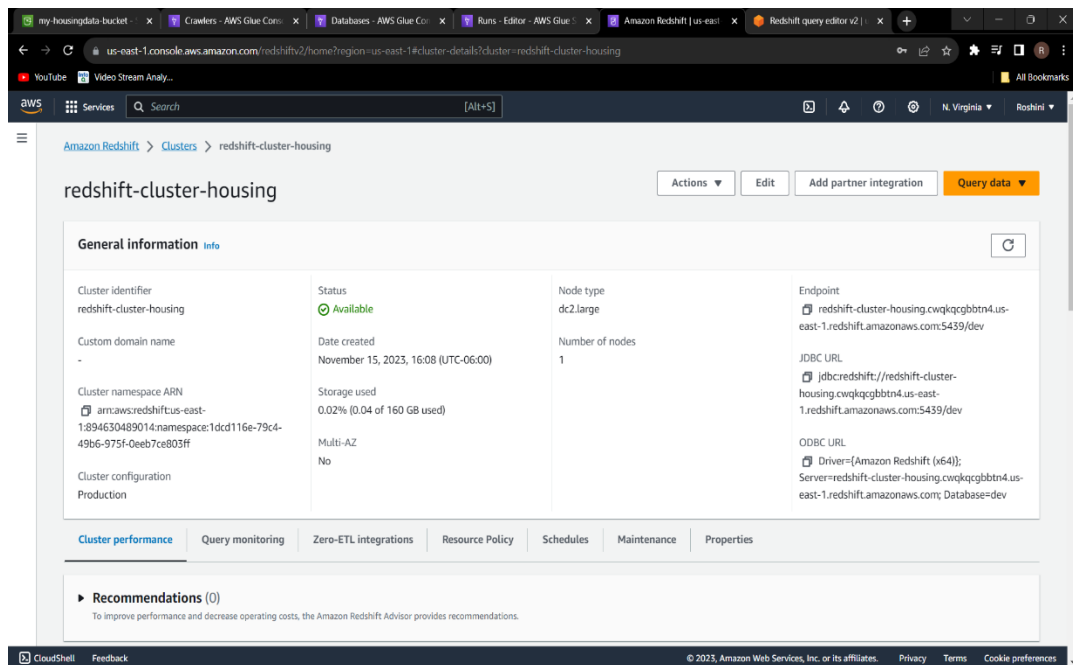 my-housingdata-bucket -
Crawlers - AWS Glue Cons
Databases - AWS Glue Con
Runs - Editor - AWS Glue S
Amazon Redshift | us-east
Redshift query editor v2 |
us-east-1.console.aws.amazon.com/redshiftv2/home?region=us-east-1#cluster-details?cluster=redshift-cluster-housing
R
YouTube
Video Stream Analy...
All Bookmarks
aws
Services
Search
[Alt+S]
N. Virginia ▼
Roshini ▼
Amazon Redshift > Clusters > redshift-cluster-housing
redshift-cluster-housing
Actions ▼
Edit
Add partner integration
Query data ▼
General information Info
Cluster identifier
redshift-cluster-housing
Custom domain name
-
Cluster namespace ARN
arn:aws:redshift:us-east-
1:894630489014:namespace:1dcd116e-79c4-
49b6-975f-0eeb7ce803ff
Cluster configuration
Production
Status
Available
Date created
November 15, 2023, 16:08 (UTC-06:00)
Storage used
0.02% (0.04 of 160 GB used)
Multi-AZ
No
Node type
dc2.large
Number of nodes
1
Endpoint
redshift-cluster-housing.cwqkqcgbbtn4.us-
east-1.redshift.amazonaws.com:5439/dev
JDBC URL
jdbc:redshift://redshift-cluster-
housing.cwqkqcgbbtn4.us-east-
1.redshift.amazonaws.com:5439/dev
ODBC URL
Driver={Amazon Redshift (x64)};
Server=redshift-cluster-housing.cwqkqcgbbtn4.us-
east-1.redshift.amazonaws.com; Database=dev
Cluster performance
Query monitoring
Zero-ETL integrations
Resource Policy
Schedules
Maintenance
Properties
Recommendations (0)
To improve performance and decrease operating costs, the Amazon Redshift Advisor provides recommendations.
CloudShell
Feedback
© 2023, Amazon Web Services, Inc. or its affiliates.
Privacy
Terms
Cookie preferences